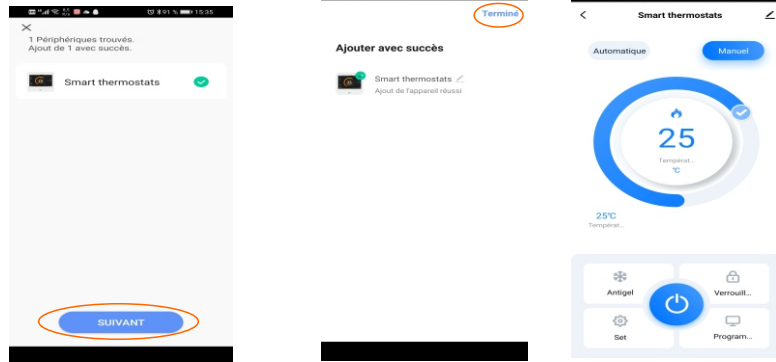 91 % 15:35
1 Périphériques trouvés.
Ajout de 1 avec succès.
Smart thermostats
SUIVANT
Terminé
Ajouter avec succès
Smart thermostats
Ajout de l'appareil réussi
Smart thermostats
Automatique
Manuel
25
Températ...
°C
25°C
Températ...
Antigel
Verrouill...
Set
Program...